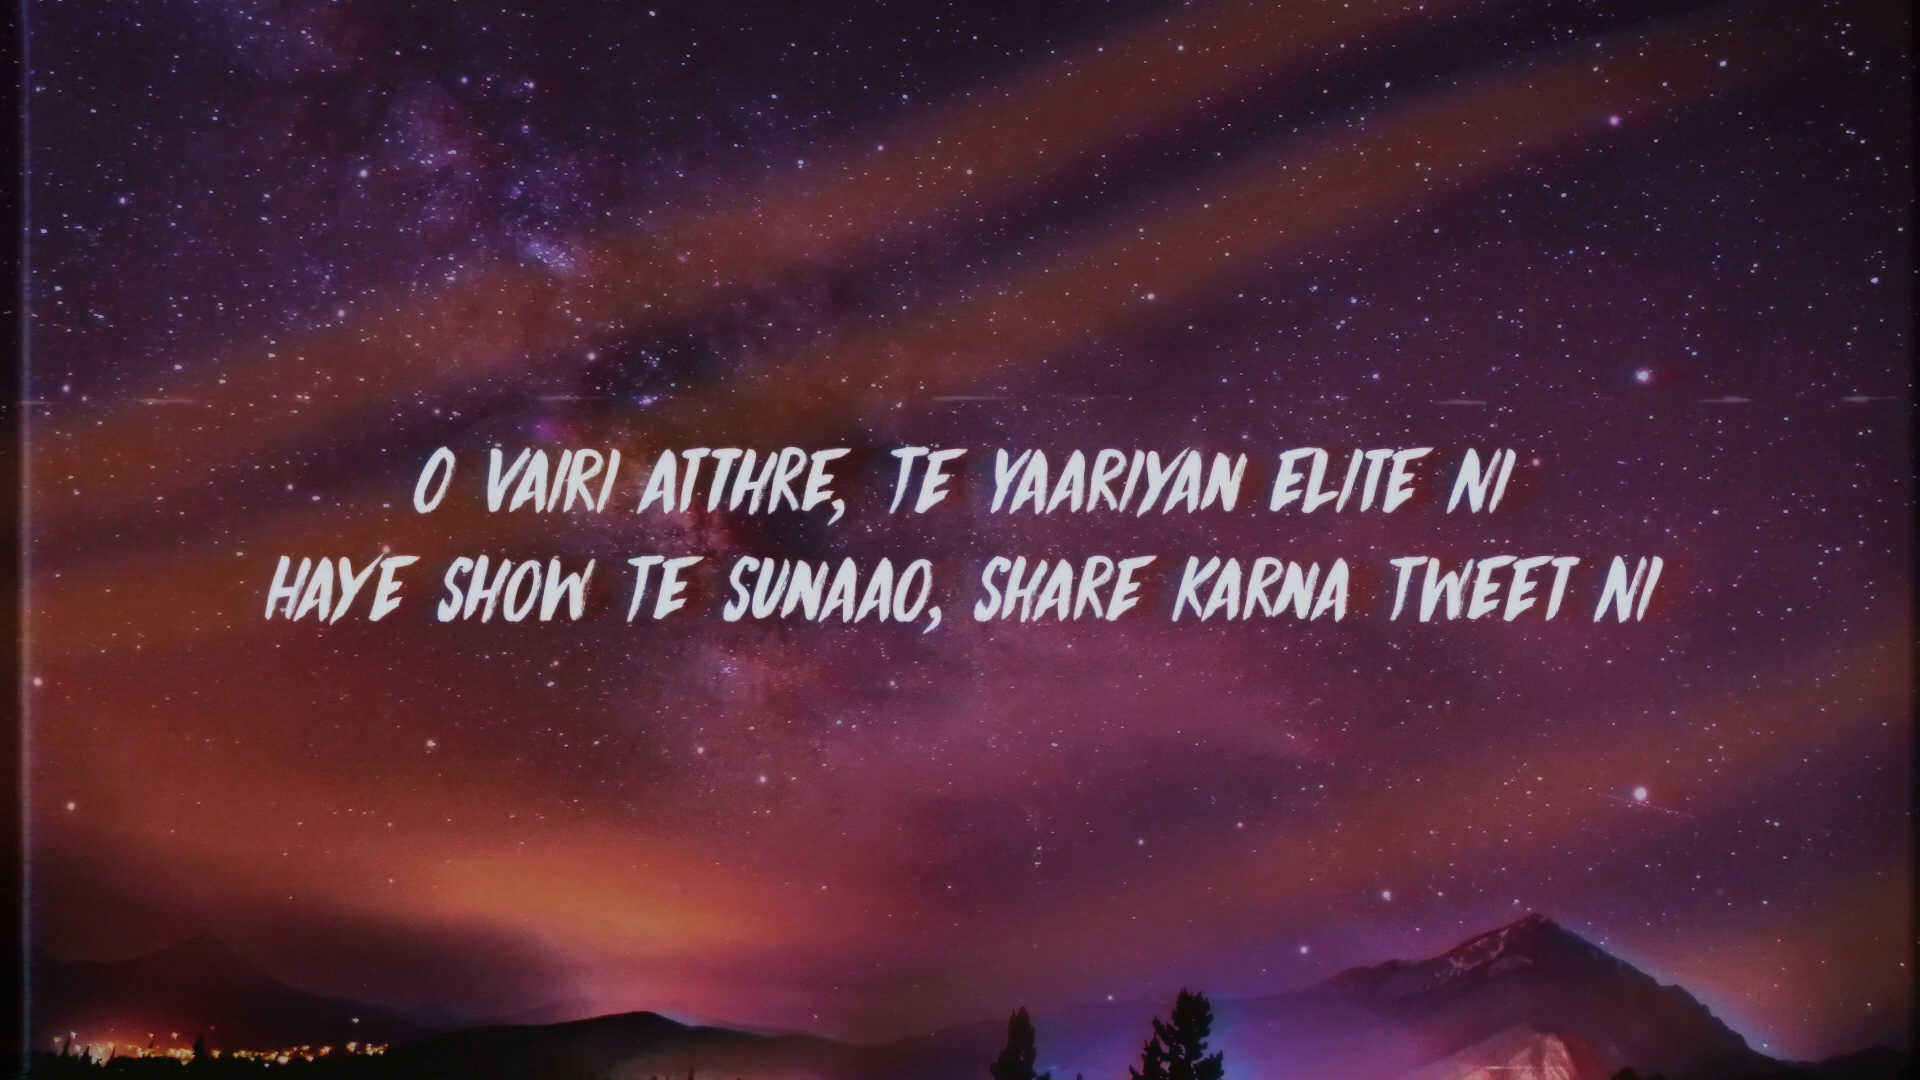 O VAIRI ATTHRE, TE YAARIYAN ELITE NI
HAYE SHOW TE SUNAAO, SHARE KARNA TWEET NI